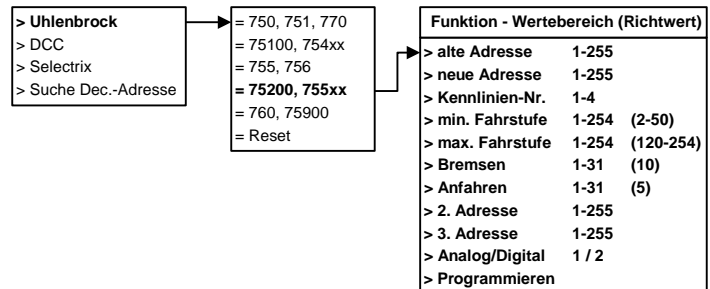 > Uhlenbrock
> DCC
> Selectrix
> Suche Dec.-Adresse
= 750, 751, 770
= 75100, 754xx
= 755, 756
= 75200, 755xx
= 760, 75900
= Reset
Funktion - Wertebereich (Richtwert)
> alte Adresse 1-255
> neue Adresse 1-255
> Kennlinien-Nr. 1-4
> min. Fahrstufe 1-254 (2-50)
> max. Fahrstufe 1-254 (120-254)
> Bremsen 1-31 (10)
> Anfahren 1-31 (5)
> 2. Adresse 1-255
> 3. Adresse 1-255
> Analog/Digital 1 / 2
> Programmieren